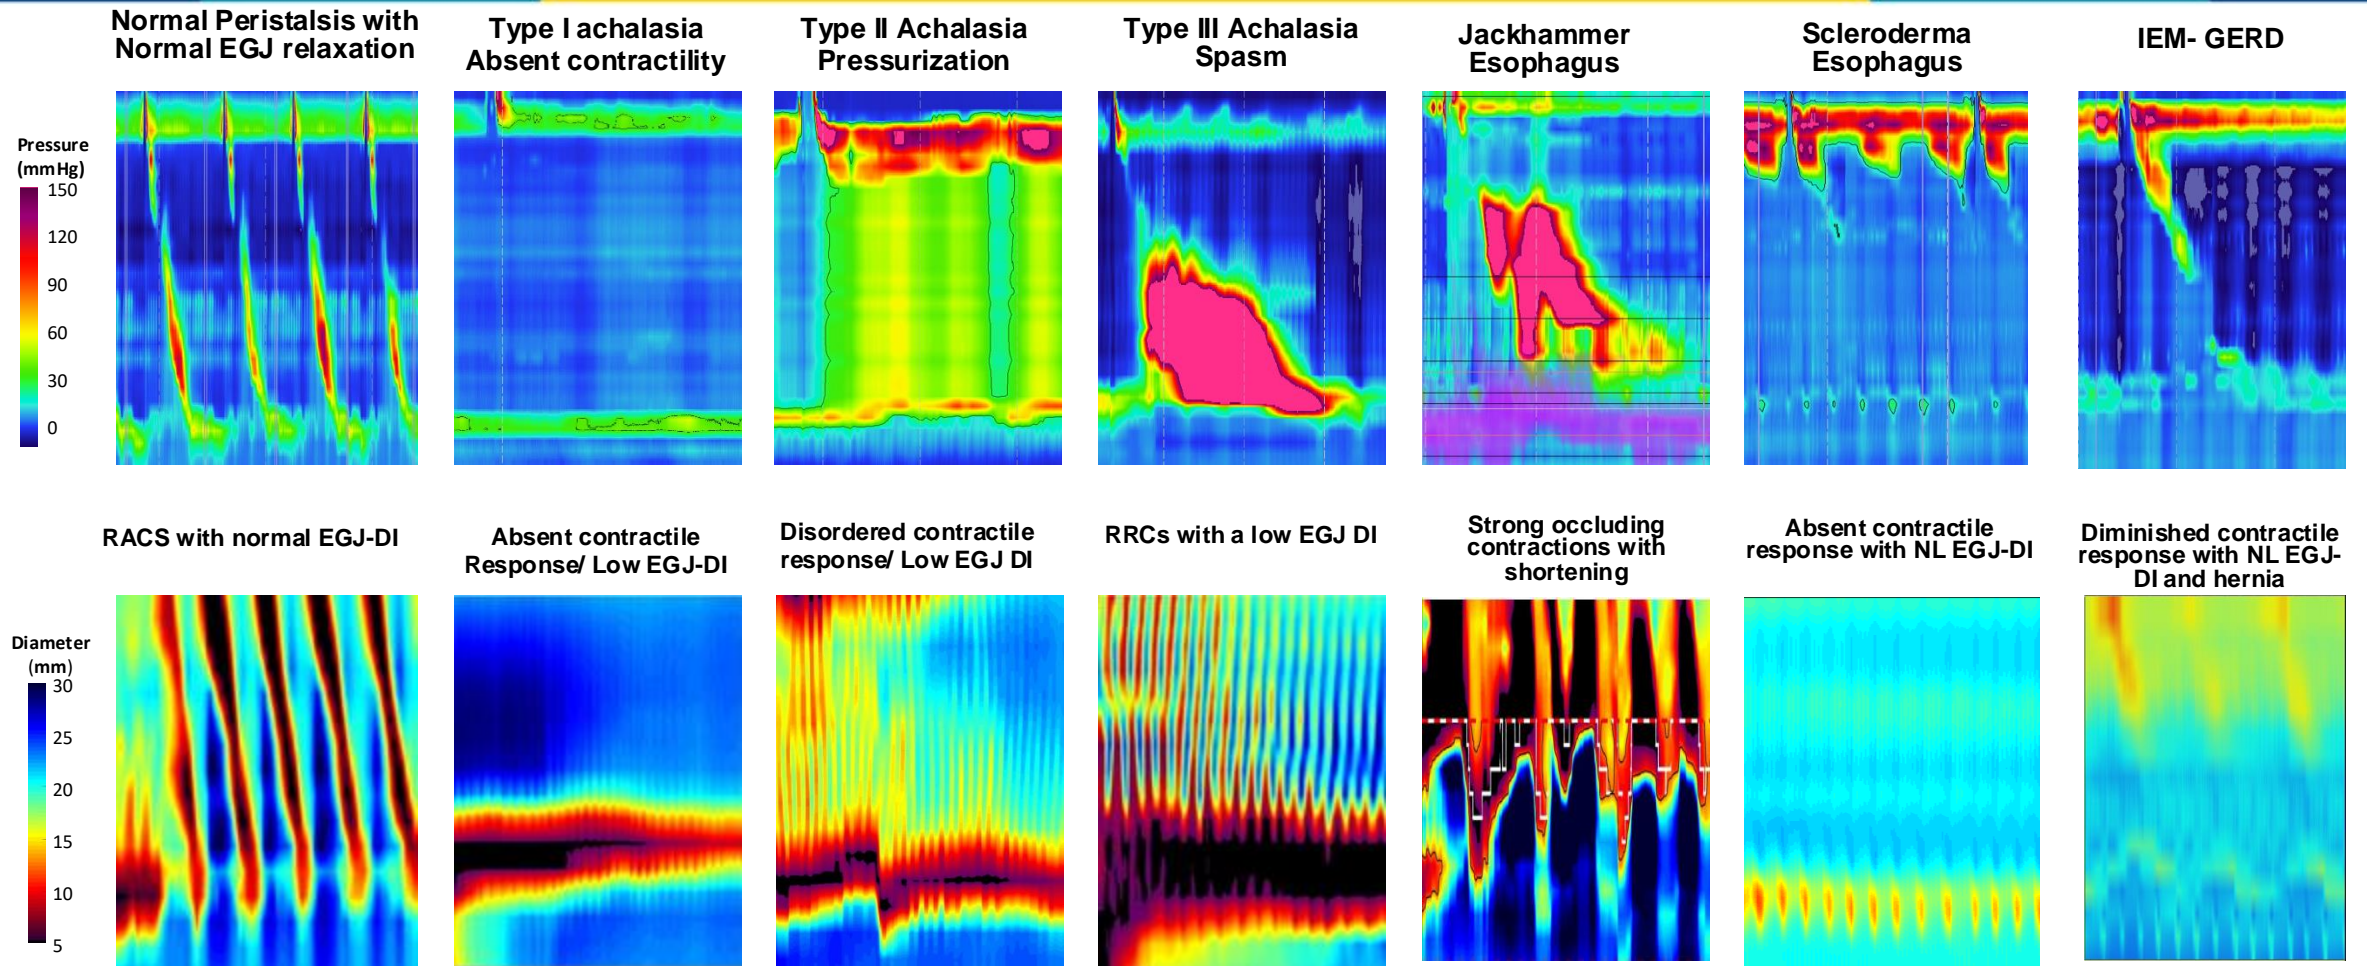 Normal Peristalsis with
Normal EGJ relaxation
Type I achalasia
Absent contractility
Type II Achalasia
Pressurization
Type III Achalasia
Spasm
Jackhammer
Esophagus
Scleroderma
Esophagus
IEM- GERD
Pressure
(mmHg)
150
120
90
60
30
0
RACS with normal EGJ-DI
Absent contractile
Response/ Low EGJ-DI
Disordered contractile
response/ Low EGJ DI
RRCs with a low EGJ DI
Strong occluding
contractions with
shortening
Absent contractile
response with NL EGJ-DI
Diminished contractile
response with NL EGJ-
DI and hernia
Diameter
(mm)
30
25
20
15
10
5